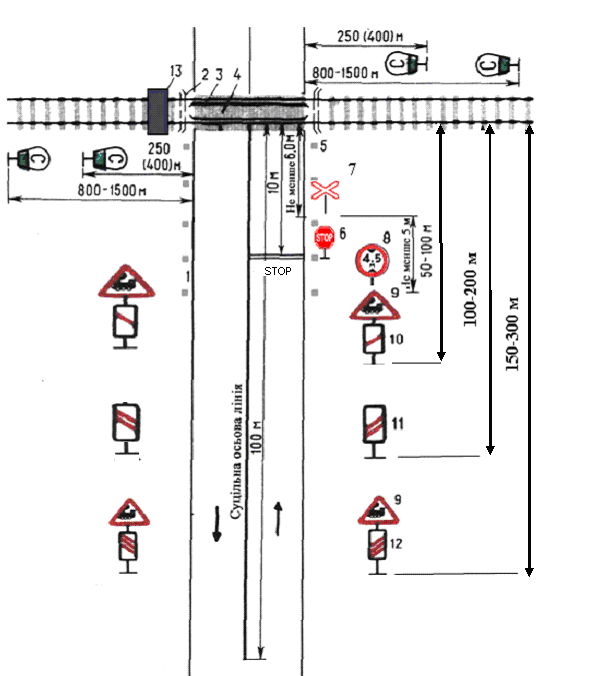 250 (400) м
С
С
13
2
3
4
800-1500 м
250
(400) м
С
С
800-1500 м
5
7
10 м
Не менше 6,0м
6
STOP
8
4,5
Не менше 5 м
50-100 м
100-200 м
150-300 м
STOP
1
9
10
11
Суцільна осьова лінія
100 м
9
12